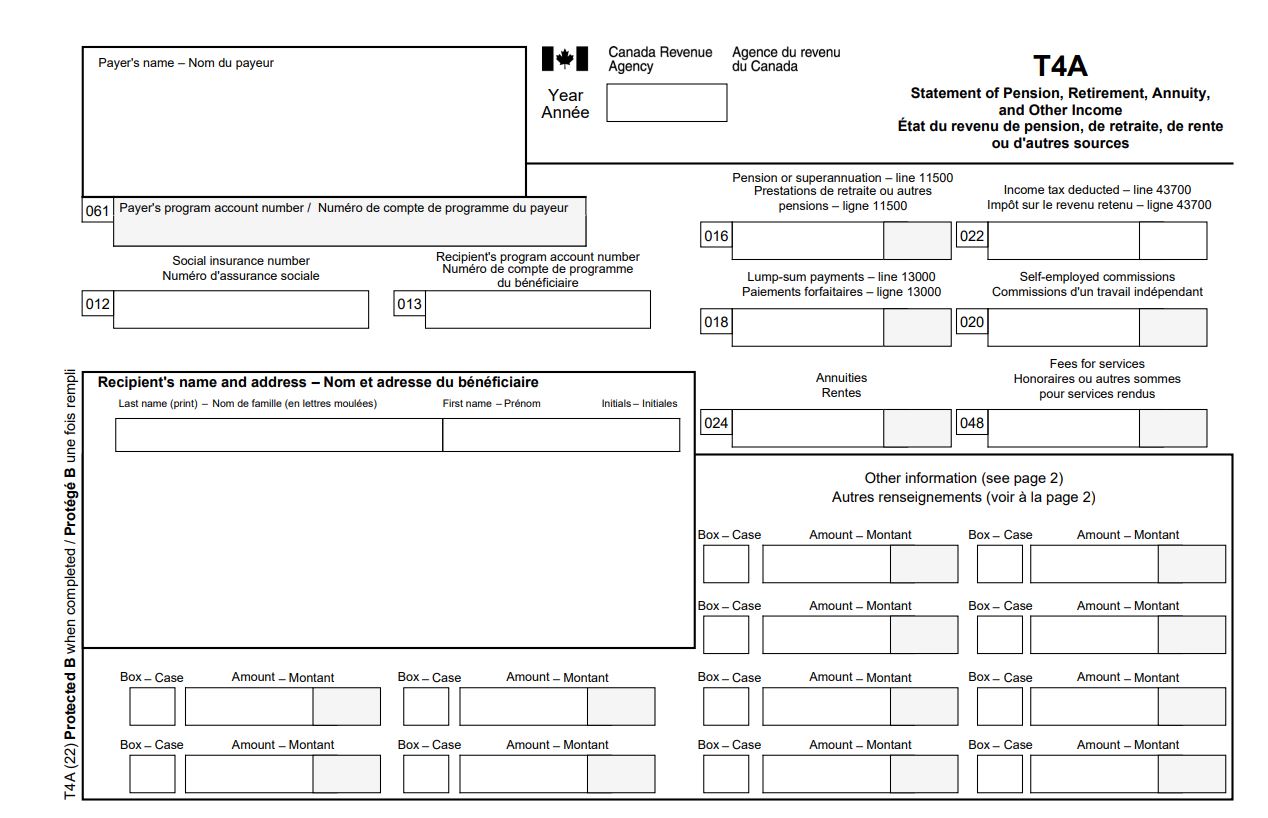 Payer's name – Nom du payeur
Canada Revenue
Agency
Agence du revenu
du Canada
Year
Année
T4A
Statement of Pension, Retirement, Annuity,
and Other Income
État du revenu de pension, de retraite, de rente
ou d'autres sources
061
Payer's program account number / Numéro de compte de programme du payeur
Pension or superannuation – line 11500
Prestations de retraite ou autres
pensions – ligne 11500
016
Income tax deducted – line 43700
Impôt sur le revenu retenu – ligne 43700
022
Social insurance number
Numéro d'assurance sociale
012
Recipient's program account number
Numéro de compte de programme
du bénéficiaire
013
Lump-sum payments – line 13000
Paiements forfaitaires – ligne 13000
018
Self-employed commissions
Commissions d'un travail indépendant
020
Annuities
Rentes
024
Fees for services
Honoraires ou autres sommes
pour services rendus
048
Recipient's name and address – Nom et adresse du bénéficiaire
Last name (print) – Nom de famille (en lettres moulées)
First name – Prénom
Initials – Initiales
Other information (see page 2)
Autres renseignements (voir à la page 2)
Box – Case
Amount – Montant
Box – Case
Amount – Montant
Box – Case
Amount – Montant
Box – Case
Amount – Montant
Box – Case
Amount – Montant
Box – Case
Amount – Montant
Box – Case
Amount – Montant
Box – Case
Amount – Montant
Box – Case
Amount – Montant
Box – Case
Amount – Montant
Box – Case
Amount – Montant
Box – Case
Amount – Montant
T4A (22) Protected B when completed / Protégé B une fois rempli